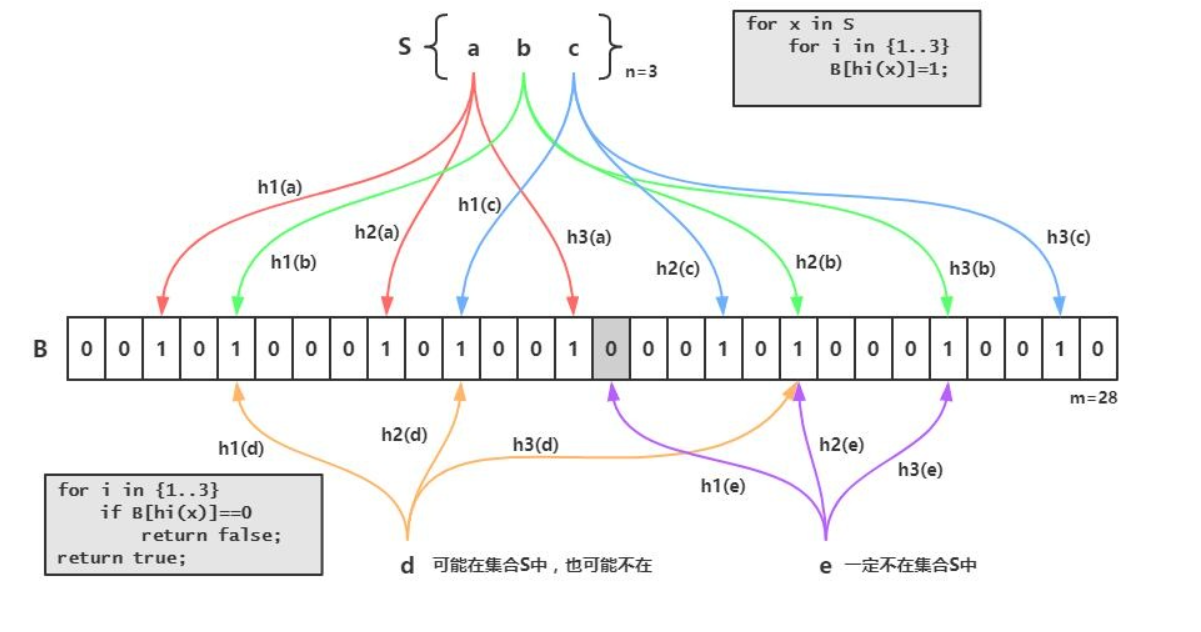 S { a b c } n=3
for x in S
for i in {1..3}
B[hi(x)]=1;
h1(a)
h1(b)
h2(a)
h1(c)
h3(a)
h2(c)
h2(b)
h3(b)
h3(c)
B 0 0 1 0 1 0 0 0 1 0 1 0 0 1 0 0 0 1 0 1 0 0 0 1 0 0 1 0
m=28
h1(d)
h2(d)
h3(d)
h1(e)
h2(e)
h3(e)
for i in {1..3}
if B[hi(x)]==0
return false;
return true;
d 可能在集合S中，也可能不在
e 一定不在集合S中